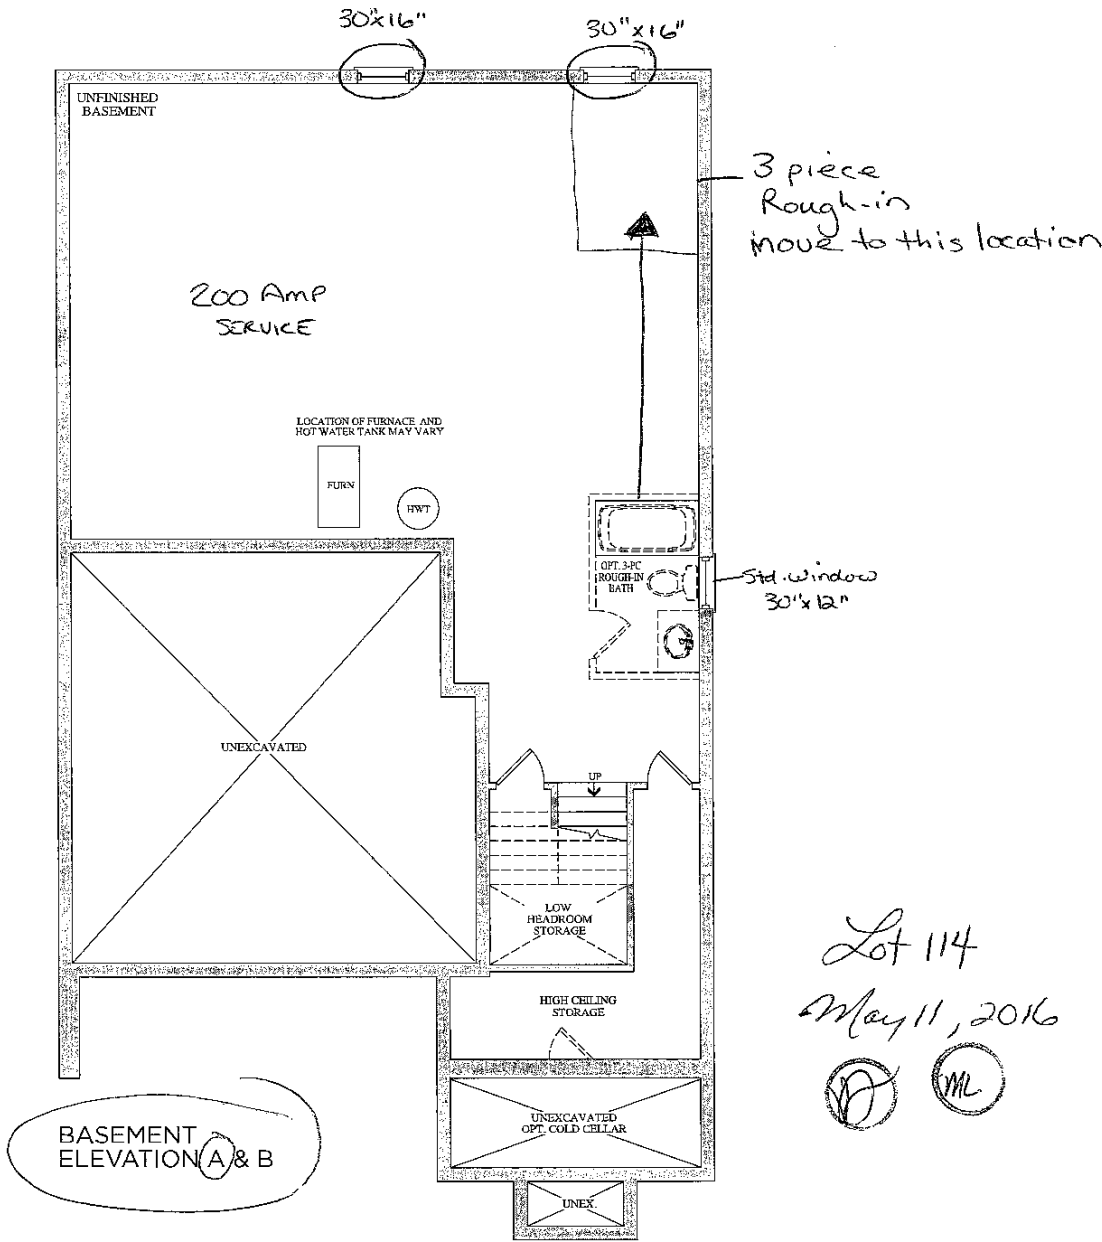 30"x16"
30"x16"
UNFINISHED
BASEMENT
3 piece
Rough-in
move to this location
200 Amp
SERVICE
LOCATION OF FURNACE AND
HOT WATER TANK MAY VARY
FURN
HWT
OPT. 3-PC
ROUGH-IN
BATH
Std. window
30"x12"
UNEXCAVATED
UP
LOW
HEADROOM
STORAGE
Lot 114
HIGH CEILING
STORAGE
May 11, 2016
ML
UNEXCAVATED
OPT. COLD CELLAR
BASEMENT
ELEVATION A & B
UNEX.